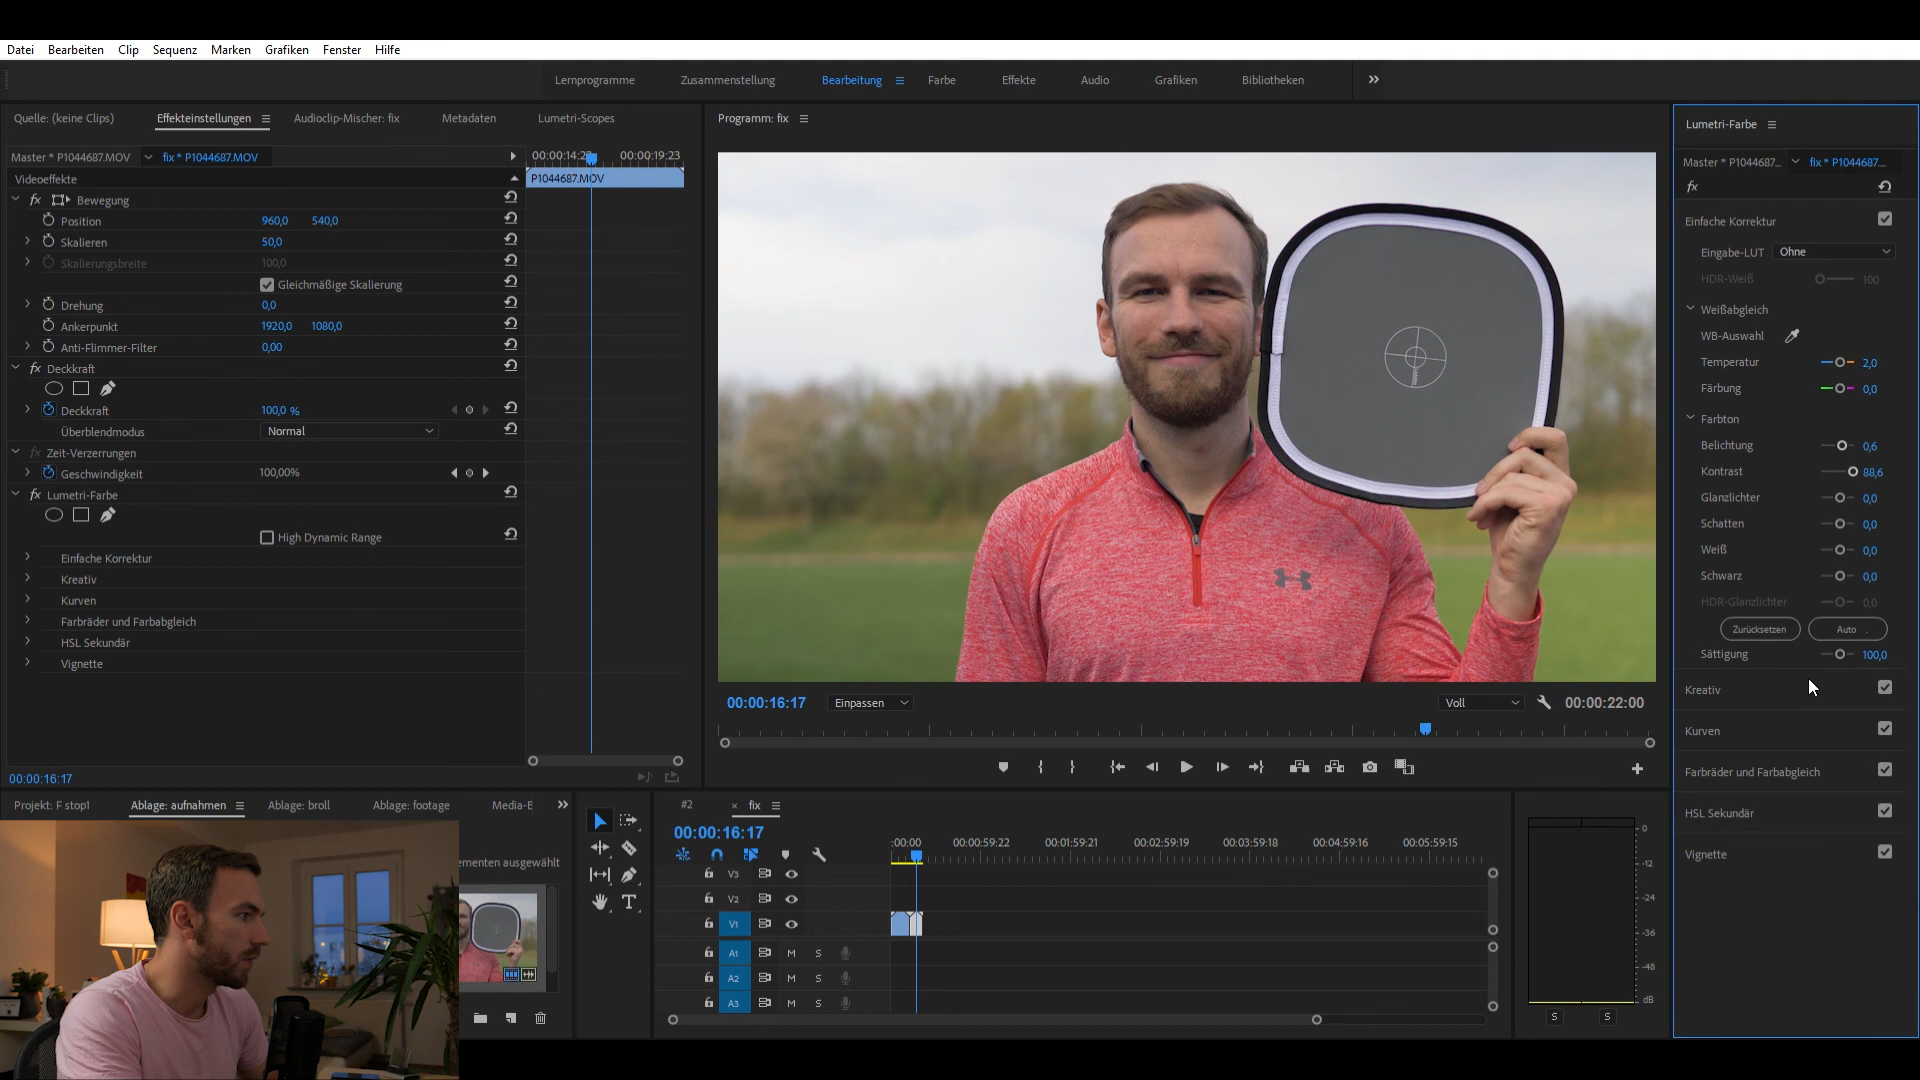 Datei Bearbeiten Clip Sequenz Marken Grafiken Fenster Hilfe
Lernprogramme Zusammenstellung Bearbeitung Farbe Effekte Audio Grafiken Bibliotheken
Quelle: (keine Clips) Effekteinstellungen Audioclip-Mischer: fix Metadaten Lumetri-Scopes
Master * P1044687.MOV fix * P1044687.MOV
00:00:14:2 00:00:19:23
Videoeffekte
P1044687.MOV
fx Bewegung
Position 960,0 540,0
Skalieren 50,0
Skalierungsbreite 100,0
Gleichmäßige Skalierung
Drehung 0,0
Ankerpunkt 1920,0 1080,0
Anti-Flimmer-Filter 0,00
fx Deckkraft
Deckkraft 100,0 %
Überblendmodus Normal
fx Zeit-Verzerrungen
Geschwindigkeit 100,00%
fx Lumetri-Farbe
High Dynamic Range
Einfache Korrektur
Kreativ
Kurven
Farbräder und Farbabgleich
HSL Sekundär
Vignette
00:00:16:17
Programm: fix
00:00:16:17 Einpassen Voll 00:00:22:00
Lumetri-Farbe
Master * P1044687... fix * P1044687...
fx
Einfache Korrektur
Eingabe-LUT Ohne
HDR-Weiß 100
Weißabgleich
WB-Auswahl
Temperatur 2,0
Färbung 0,0
Farbton
Belichtung 0,6
Kontrast 88,6
Glanzlichter 0,0
Schatten 0,0
Weiß 0,0
Schwarz 0,0
HDR-Glanzlichter 0,0
Zurücksetzen Auto
Sättigung 100,0
Kreativ
Kurven
Farbräder und Farbabgleich
HSL Sekundär
Vignette
Projekt: F stop1 Ablage: aufnahmen Ablage: broll Ablage: footage Media-E
ementen ausgewählt
T
#2 × fix
00:00:16:17
:00:00 00:00:59:22 00:01:59:21 00:02:59:19 00:03:59:18 00:04:59:16 00:05:59:15
V3
V2
V1
A1 M S
A2 M S
A3 M S
0
-12
-24
-36
-48
dB
S S